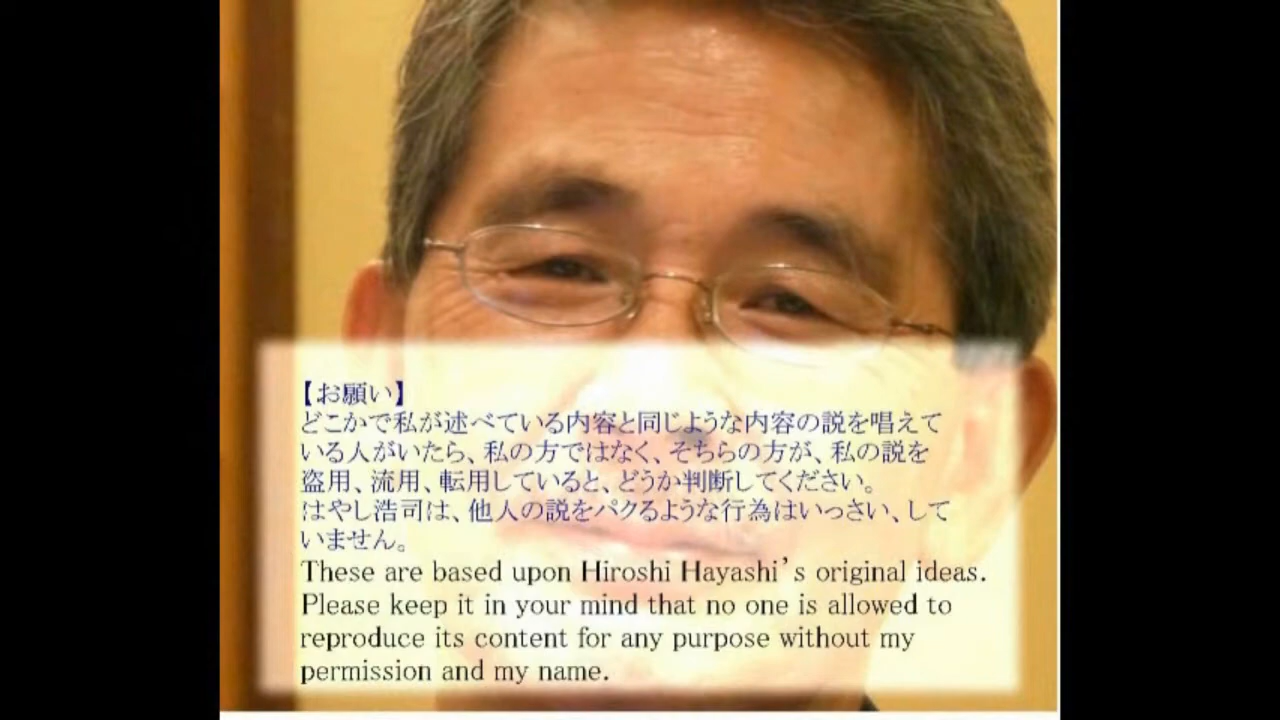 【お願い】
どこかで私が述べている内容と同じような内容の説を唱えて
いる人がいたら、私の方ではなく、そちらの方が、私の説を
盗用、流用、転用していると、どうか判断してください。
はやし浩司は、他人の説をパクるような行為はいっさい、して
いません。
These are based upon Hiroshi Hayashi’s original ideas.
Please keep it in your mind that no one is allowed to
reproduce its content for any purpose without my
permission and my name.